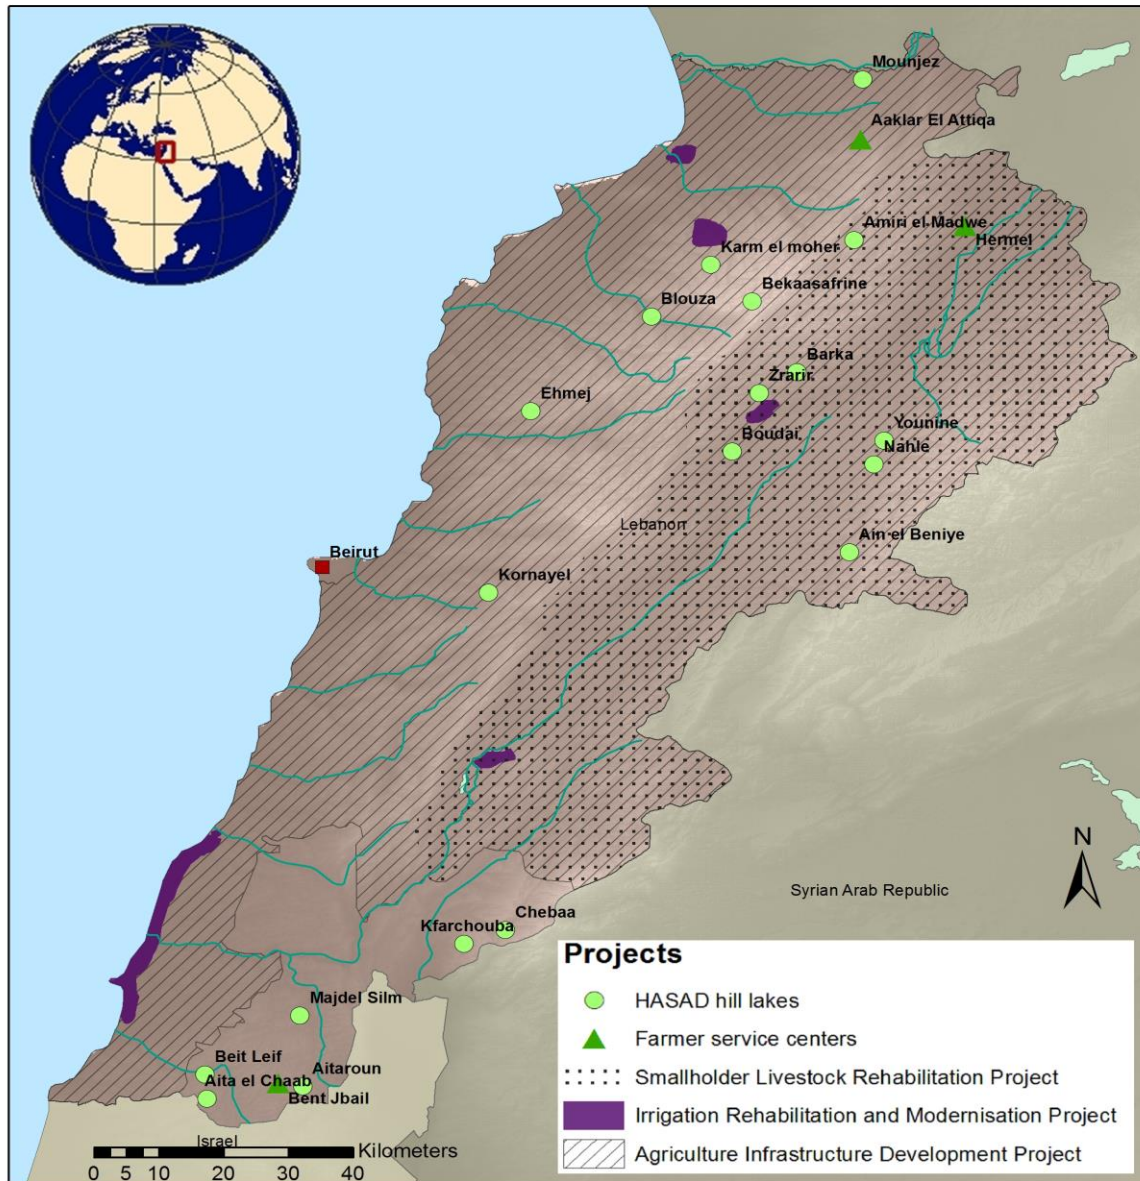 Mounjez
Aaklar El Attiqa
Amiri el Madwe
Hermel
Karm el moher
Bekaasafrine
Blouza
Barka
Zrarir
Ehmej
Younine
Boudai
Nahle
Lebanon
Ain el Beniye
Beirut
Kornayel
N
Syrian Arab Republic
Chebaa
Kfarchouba
Majdel Silm
Beit Leif
Aitaroun
Aita el Chaab
Bent Jbail
Israel
Kilometers
0 5 10 20 30 40
Projects
HASAD hill lakes
Farmer service centers
Smallholder Livestock Rehabilitation Project
Irrigation Rehabilitation and Modernisation Project
Agriculture Infrastructure Development Project